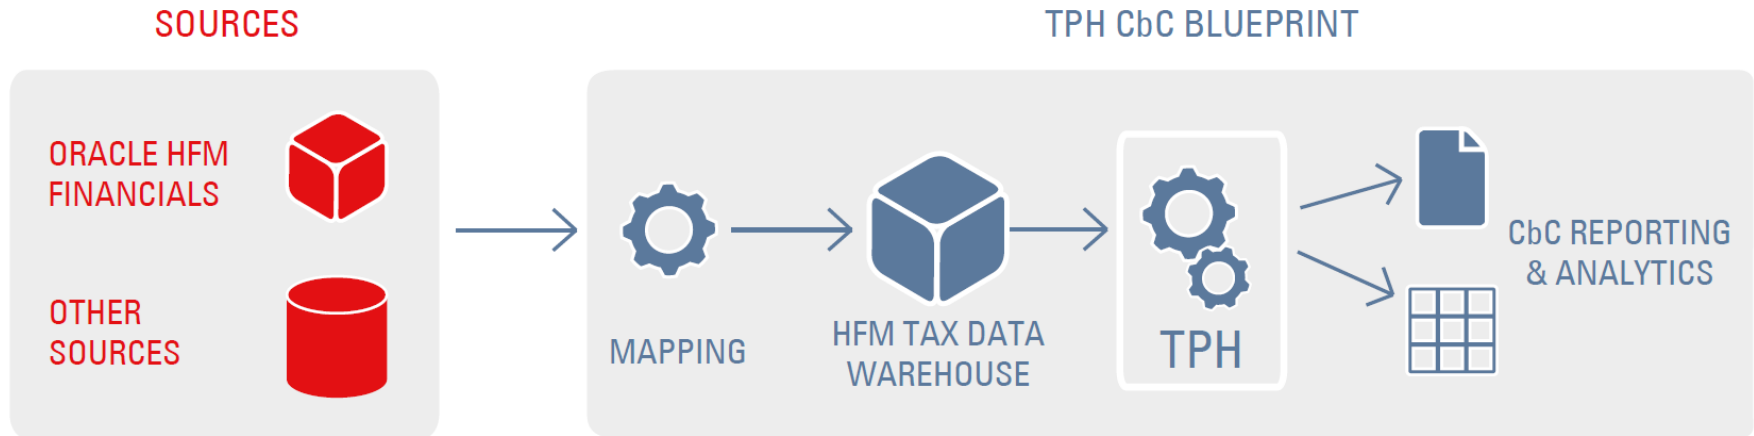 SOURCES
TPH CbC BLUEPRINT
ORACLE HFM
FINANCIALS
OTHER
SOURCES
MAPPING
HFM TAX DATA
WAREHOUSE
TPH
CbC REPORTING
& ANALYTICS